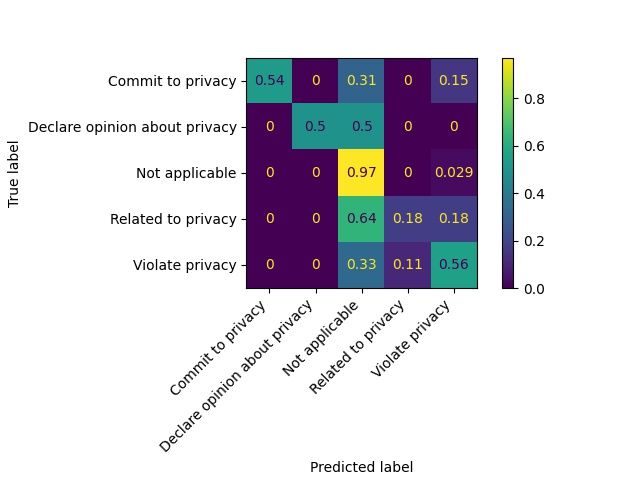 Commit to privacy 0.54 0 0.31 0 0.15
Declare opinion about privacy 0 0.5 0.5 0 0
Not applicable 0 0 0.97 0 0.029
Related to privacy 0 0 0.64 0.18 0.18
Violate privacy 0 0 0.33 0.11 0.56
True label
Commit to privacy
Declare opinion about privacy
Not applicable
Related to privacy
Violate privacy
Predicted label
0.8
0.6
0.4
0.2
0.0